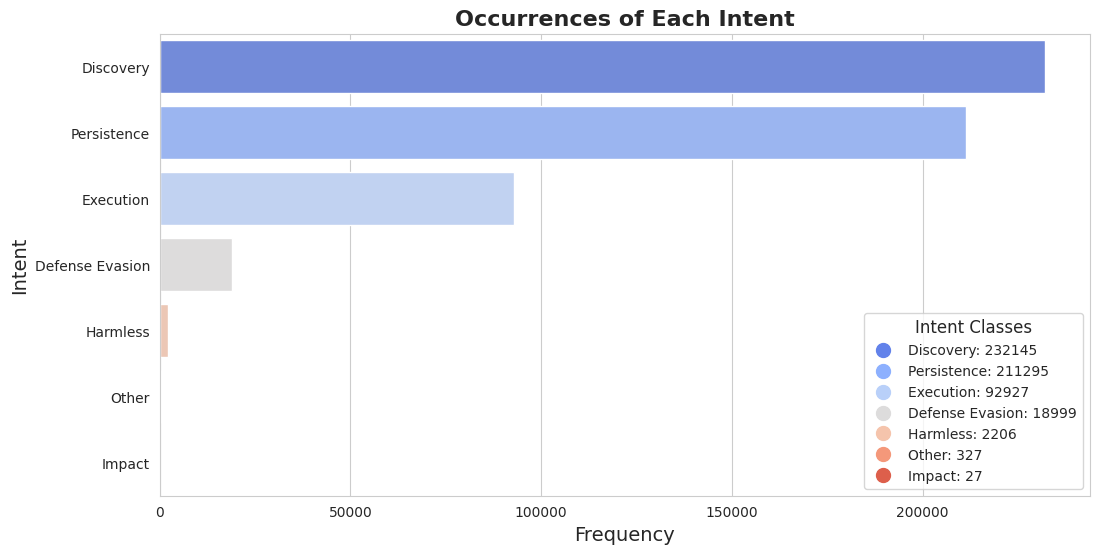 Occurrences of Each Intent
Intent
Discovery
Persistence
Execution
Defense Evasion
Harmless
Other
Impact
Intent Classes
Discovery: 232145
Persistence: 211295
Execution: 92927
Defense Evasion: 18999
Harmless: 2206
Other: 327
Impact: 27
0 50000 100000 150000 200000
Frequency